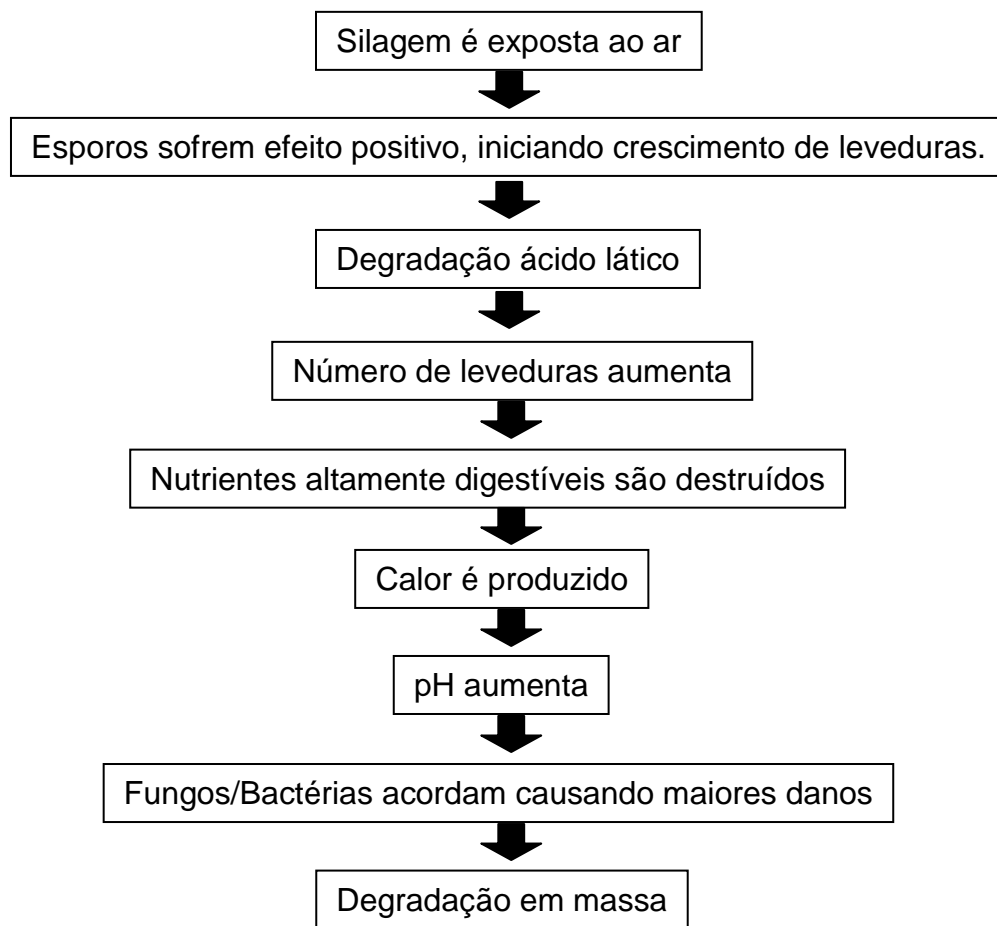 Silagem é exposta ao ar
Esporos sofrem efeito positivo, iniciando crescimento de leveduras.
Degradação ácido lático
Número de leveduras aumenta
Nutrientes altamente digestíveis são destruídos
Calor é produzido
pH aumenta
Fungos/Bactérias acordam causando maiores danos
Degradação em massa